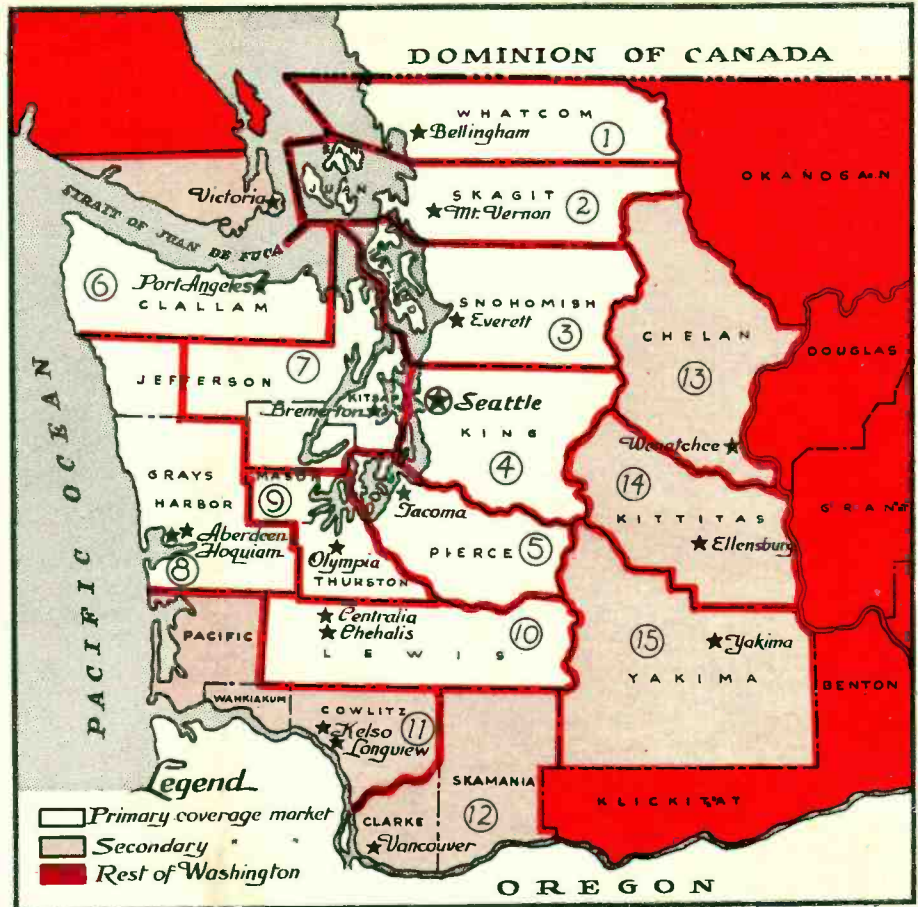 DOMINION OF CANADA
WHATCOM
Bellingham
1
OKANOGAN
SAN
JUAN
SKAGIT
Mt. Vernon
2
Victoria
STRAIT OF JUAN DE FUCA
6
Port Angeles
CLALLAM
SNOHOMISH
Everett
3
CHELAN
13
DOUGLAS
7
JEFFERSON
KITSAP
Bremerton
Seattle
KING
4
Wenatchee
PACIFIC OCEAN
GRAYS
HARBOR
Aberdeen
Hoquiam
8
MASON
9
Tacoma
14
KITTITAS
Ellensburg
GRANT
Olympia
THURSTON
PIERCE
5
Centralia
Chehalis
LEWIS
10
15
Yakima
YAKIMA
PACIFIC
WAHKIAKUM
BENTON
COWLITZ
Kelso
Longview
11
SKAMANIA
12
KLICKITAT
CLARKE
Vancouver
Legend
Primary coverage market
Secondary " "
Rest of Washington
OREGON